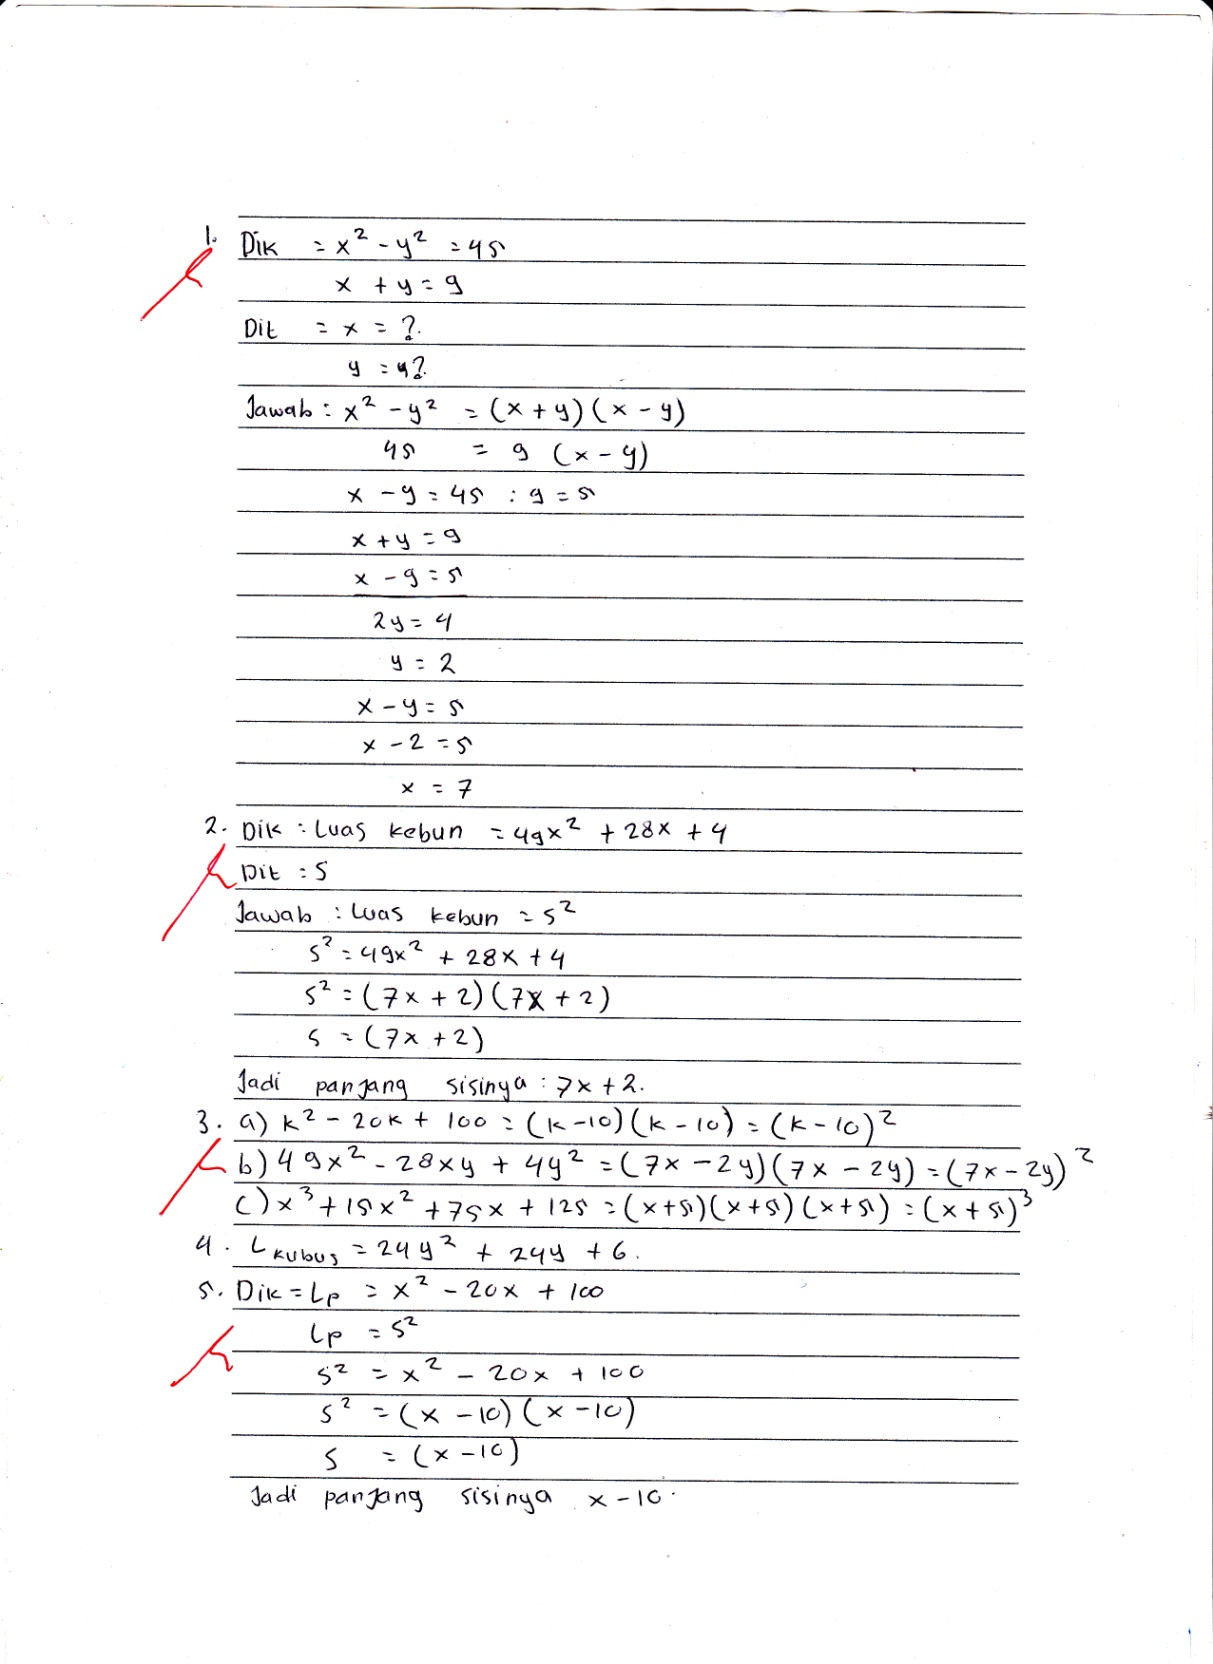 1. Dik = x² - y² = 45
x + y = 9
Dit = x = ?
y = y?
Jawab : x² - y² = (x + y) (x - y)
45 = 9 (x - y)
x - y = 45 : 9 = 5
x + y = 9
x - y = 5
2y = 4
y = 2
x - y = 5
x - 2 = 5
x = 7
2. Dik : Luas kebun = 49x² + 28x + 4
Dit : S
Jawab : Luas kebun = s²
s² = 49x² + 28x + 4
s² = (7x + 2) (7x + 2)
s = (7x + 2)
Jadi panjang sisinya : 7x + 2.
3. a) k² - 20k + 100 = (k - 10) (k - 10) = (k - 10)²
b) 49x² - 28xy + 4y² = (7x - 2y) (7x - 2y) = (7x - 2y)²
c) x³ + 15x² + 75x + 125 = (x+5) (x+5) (x+5) = (x + 5)³
4. L kubus = 24y² + 24y + 6.
5. Dik = Lp = x² - 20x + 100
Lp = s²
s² = x² - 20x + 100
s² = (x - 10) (x - 10)
s = (x - 10)
Jadi panjang sisinya x - 10.